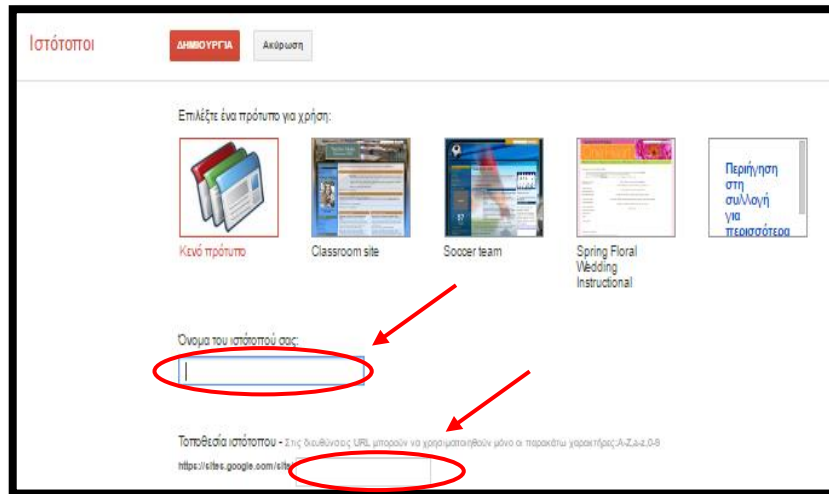 Ιστότοποι
ΔΗΜΙΟΥΡΓΙΑ
Ακύρωση
Επιλέξτε ένα πρότυπο για χρήση:
Κενό πρότυπο
Classroom site
Soccer team
Spring Floral
Wedding
Instructional
Περιήγηση
στη
συλλογή
για
περισσότερα
Όνομα του ιστότοπού σας:
Τοποθεσία ιστότοπου - Στις διευθύνσεις URL μπορούν να χρησιμοποιηθούν μόνο οι παρακάτω χαρακτήρες:A-Z,a-z,0-9
https://sites.google.com/site/